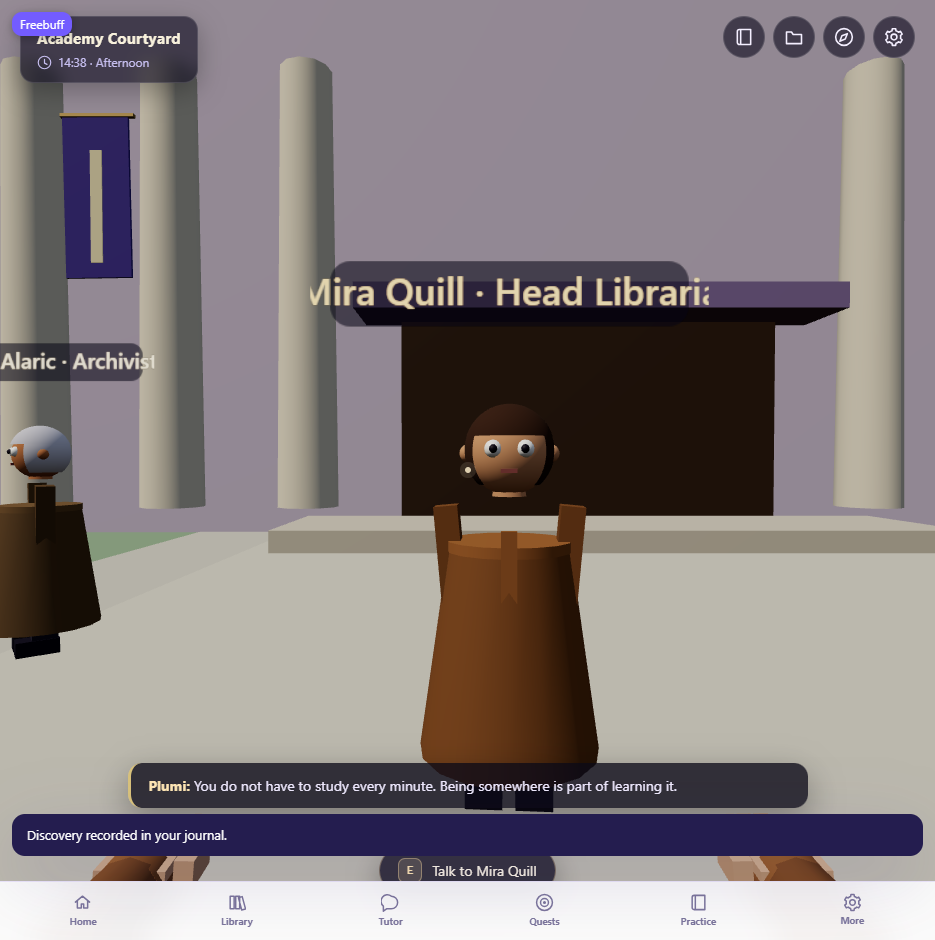 Freebuff
Academy Courtyard
14:38 · Afternoon
Mira Quill · Head Libraria
Alaric · Archivist
Plumi: You do not have to study every minute. Being somewhere is part of learning it.
Discovery recorded in your journal.
E Talk to Mira Quill
Home Library Tutor Quests Practice More